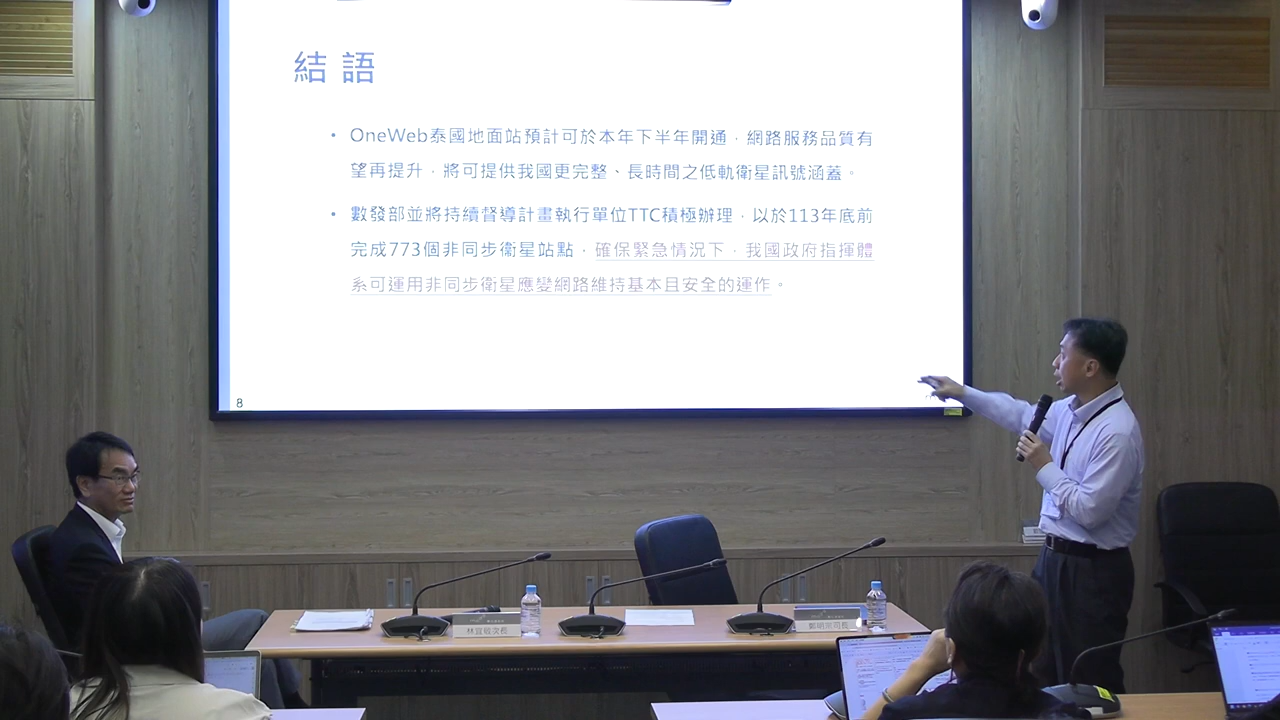 結 語
• OneWeb泰國地面站預計可於本年下半年開通，網路服務品質有
望再提升，將可提供我國更完整、長時間之低軌衛星訊號涵蓋。
• 數發部並將持續督導計畫執行單位TTC積極辦理，以於113年底前
完成773個非同步衛星站點，確保緊急情況下，我國政府指揮體
系可運用非同步衛星應變網路維持基本且安全的運作。
8
林宜敬次長
鄭明宗司長